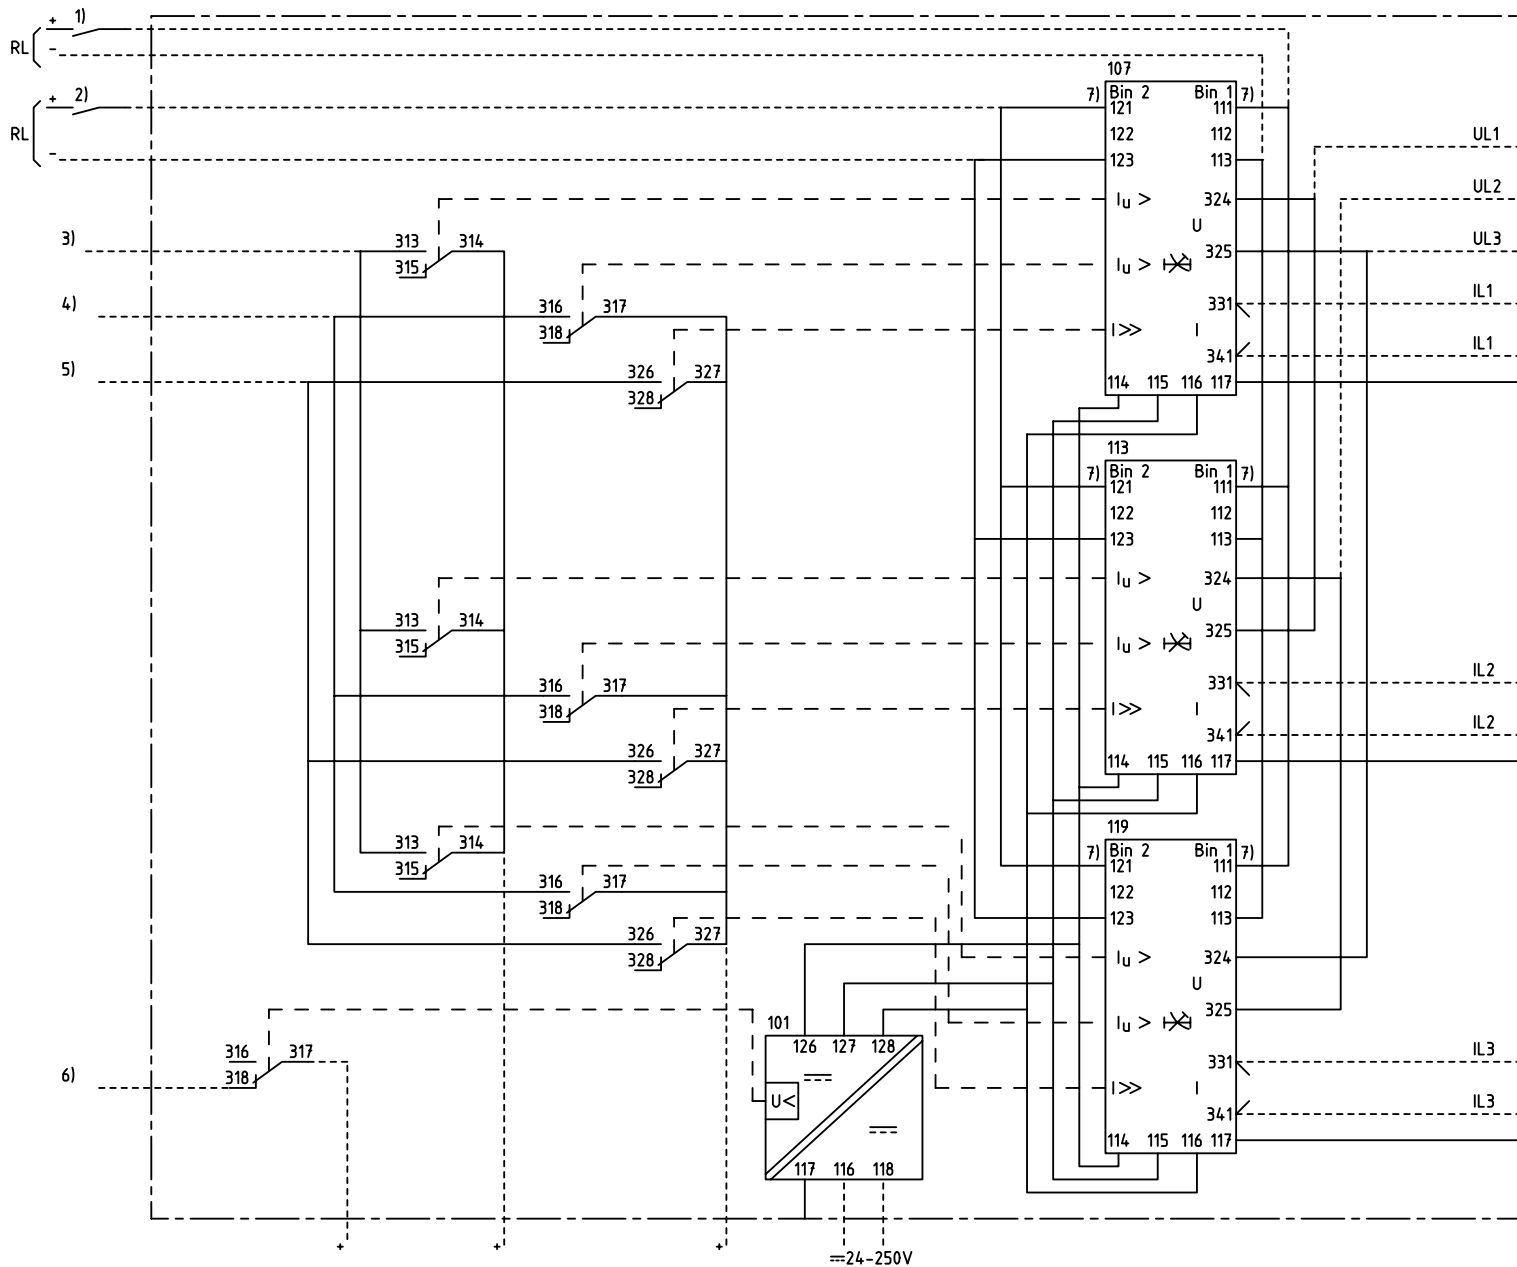 + 1)
RL
-
107
+ 2)
7) Bin 2 Bin 1 7)
121 111
RL
122 112
UL1
-
123 113
UL2
Iu > 324
U
3)
313 314
UL3
325
315
Iu >
4)
316 317
IL1
331
318
I>> I
IL1
341
5)
326 327
114 115 116 117
328
113
7) Bin 2 Bin 1 7)
121 111
122 112
123 113
Iu > 324
U
313 314
325
315
Iu >
316 317
IL2
331
318
I>> I
IL2
341
326 327
114 115 116 117
328
119
313 314
7) Bin 2 Bin 1 7)
121 111
315
316 317
122 112
318
123 113
326 327
328
Iu > 324
U
325
101
Iu >
126 127 128
316 317
IL3
331
6)
318
I>> I
U<
IL3
341
114 115 116 117
117 116 118
+ + +
⎓24-250V